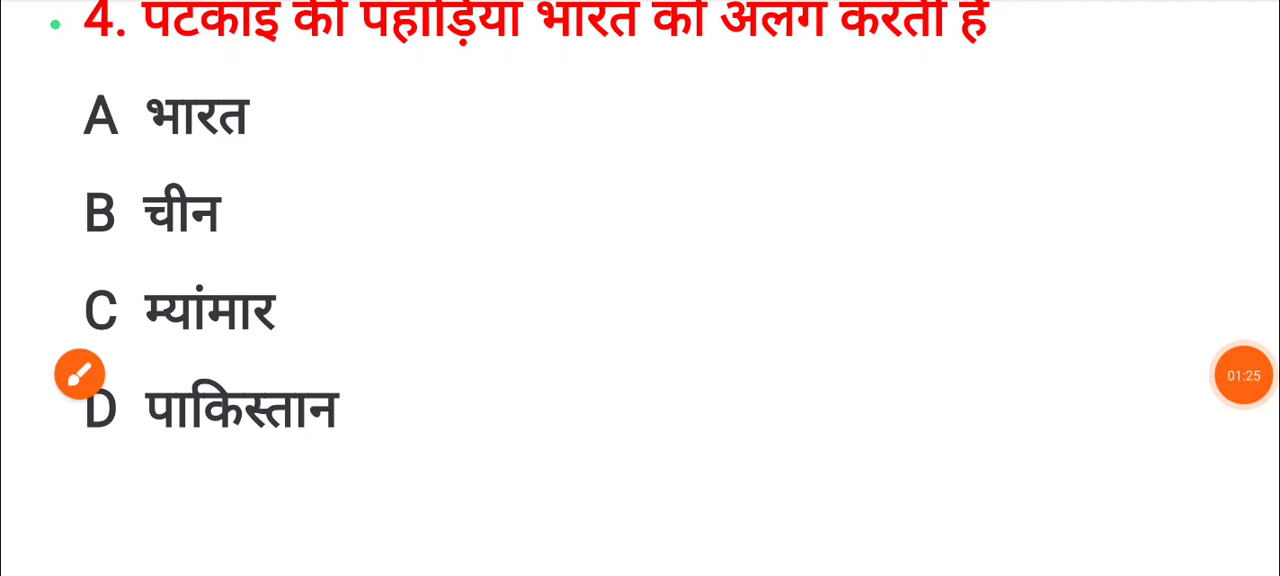 4. पटकाई की पहाड़ियां भारत को अलग करती है
A भारत
B चीन
C म्यांमार
D पाकिस्तान
01:25